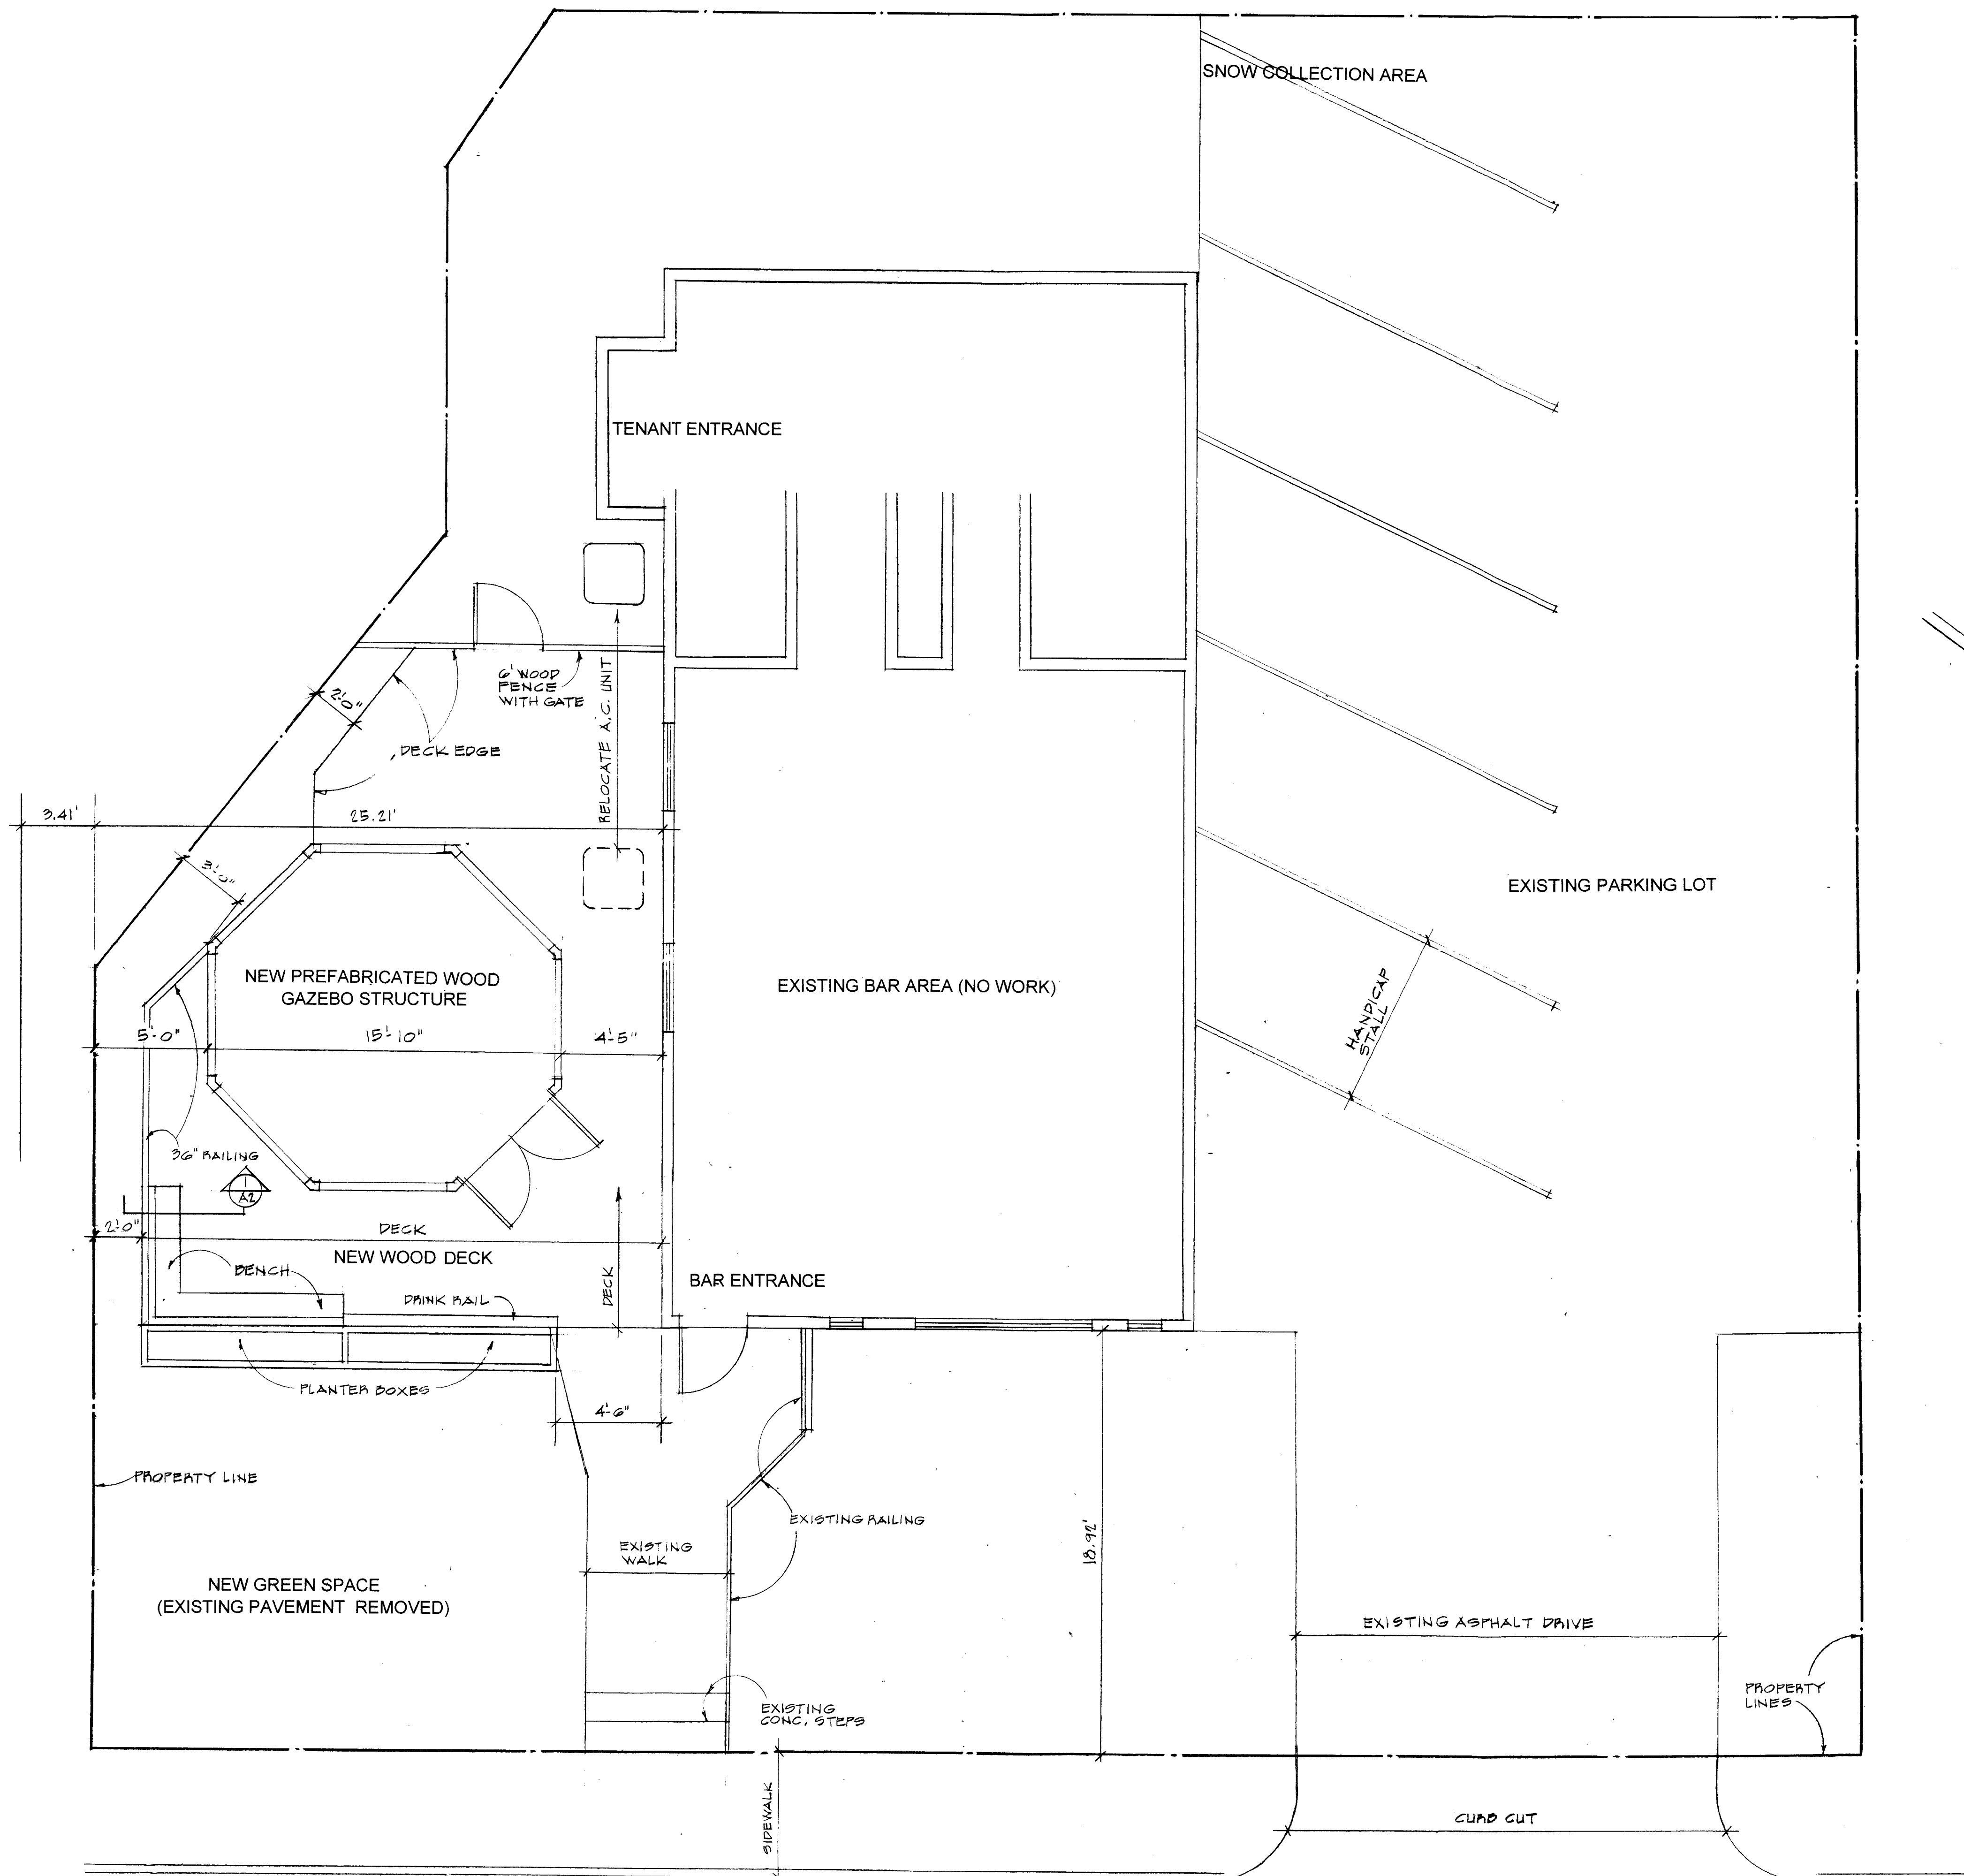 SNOW COLLECTION AREA
TENANT ENTRANCE
6' WOOD
FENCE
WITH GATE
RELOCATE A.C. UNIT
2'-0"
DECK EDGE
3.41'
25.21'
3'-0"
EXISTING PARKING LOT
NEW PREFABRICATED WOOD
GAZEBO STRUCTURE
EXISTING BAR AREA (NO WORK)
HANDICAP
STALL
5'-0"
15'-10"
4'-5"
36" RAILING
1
A2
2'-0"
DECK
NEW WOOD DECK
BENCH
DRINK RAIL
DECK
BAR ENTRANCE
PLANTER BOXES
4'-6"
PROPERTY LINE
EXISTING RAILING
EXISTING
WALK
18.92'
NEW GREEN SPACE
(EXISTING PAVEMENT REMOVED)
EXISTING ASPHALT DRIVE
PROPERTY
LINES
EXISTING
CONC. STEPS
SIDEWALK
CURB CUT